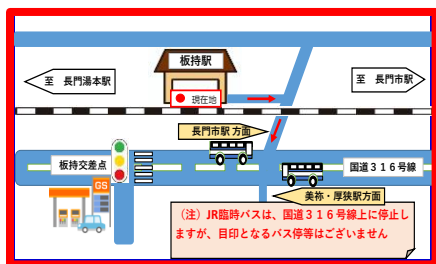 板持駅
至　長門湯本駅
至　長門市駅
現在地
長門市駅 方面
板持交差点
国道３１６号線
GS
美祢・厚狭駅方面
（注）JR臨時バスは、国道３１６号線上に停止し
ますが、目印となるバス停等はございません